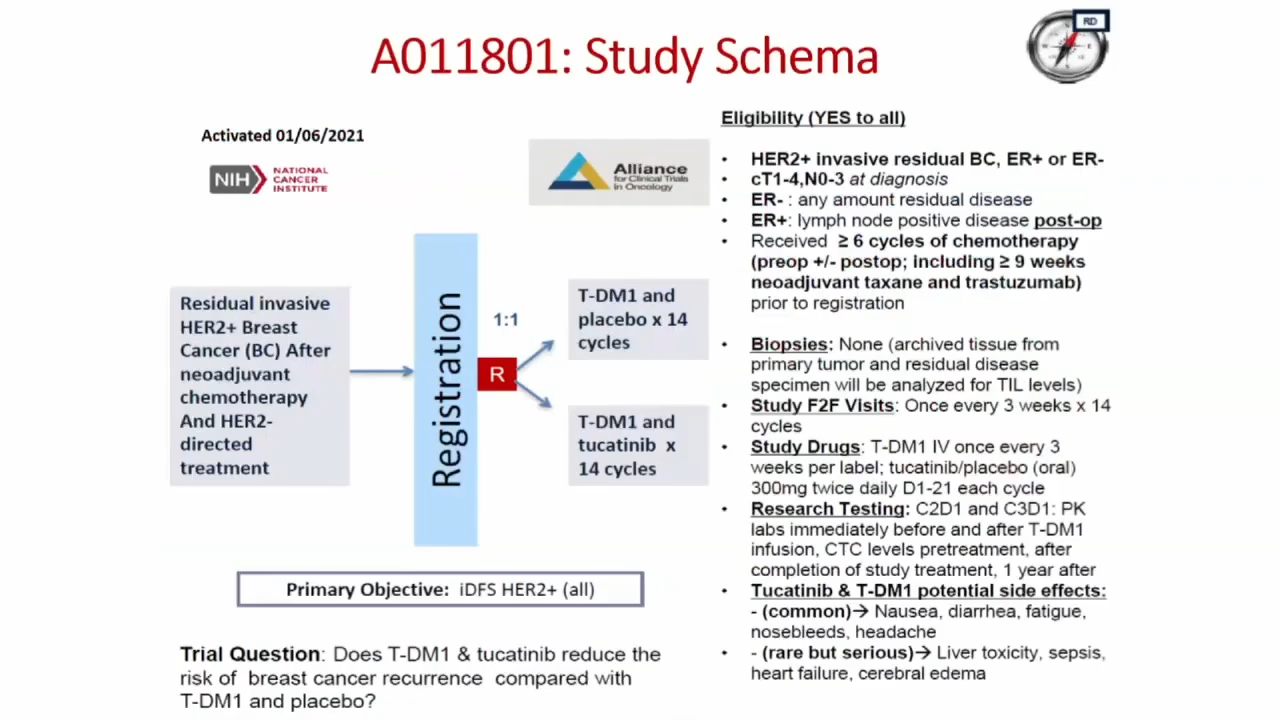 A011801: Study Schema
RD
Activated 01/06/2021
NIH NATIONAL
CANCER
INSTITUTE
Alliance
for Clinical Trials
in Oncology
Residual invasive
HER2+ Breast
Cancer (BC) After
neoadjuvant
chemotherapy
And HER2-
directed
treatment
Registration
1:1
R
T-DM1 and
placebo x 14
cycles
T-DM1 and
tucatinib x
14 cycles
Primary Objective: iDFS HER2+ (all)
Trial Question: Does T-DM1 & tucatinib reduce the
risk of breast cancer recurrence compared with
T-DM1 and placebo?
Eligibility (YES to all)
• HER2+ invasive residual BC, ER+ or ER-
• cT1-4,N0-3 at diagnosis
• ER- : any amount residual disease
• ER+: lymph node positive disease post-op
• Received ≥ 6 cycles of chemotherapy
(preop +/- postop; including ≥ 9 weeks
neoadjuvant taxane and trastuzumab)
prior to registration
• Biopsies: None (archived tissue from
primary tumor and residual disease
specimen will be analyzed for TIL levels)
• Study F2F Visits: Once every 3 weeks x 14
cycles
• Study Drugs: T-DM1 IV once every 3
weeks per label; tucatinib/placebo (oral)
300mg twice daily D1-21 each cycle
• Research Testing: C2D1 and C3D1: PK
labs immediately before and after T-DM1
infusion, CTC levels pretreatment, after
completion of study treatment, 1 year after
• Tucatinib & T-DM1 potential side effects:
- (common)→ Nausea, diarrhea, fatigue,
nosebleeds, headache
• - (rare but serious)→ Liver toxicity, sepsis,
heart failure, cerebral edema